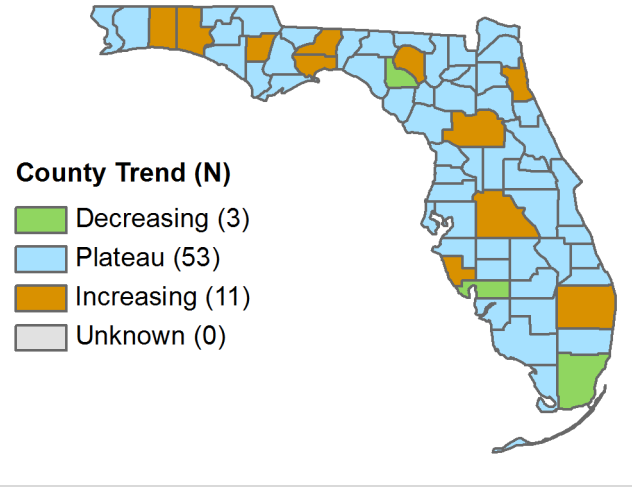 County Trend (N)
Decreasing (3)
Plateau (53)
Increasing (11)
Unknown (0)